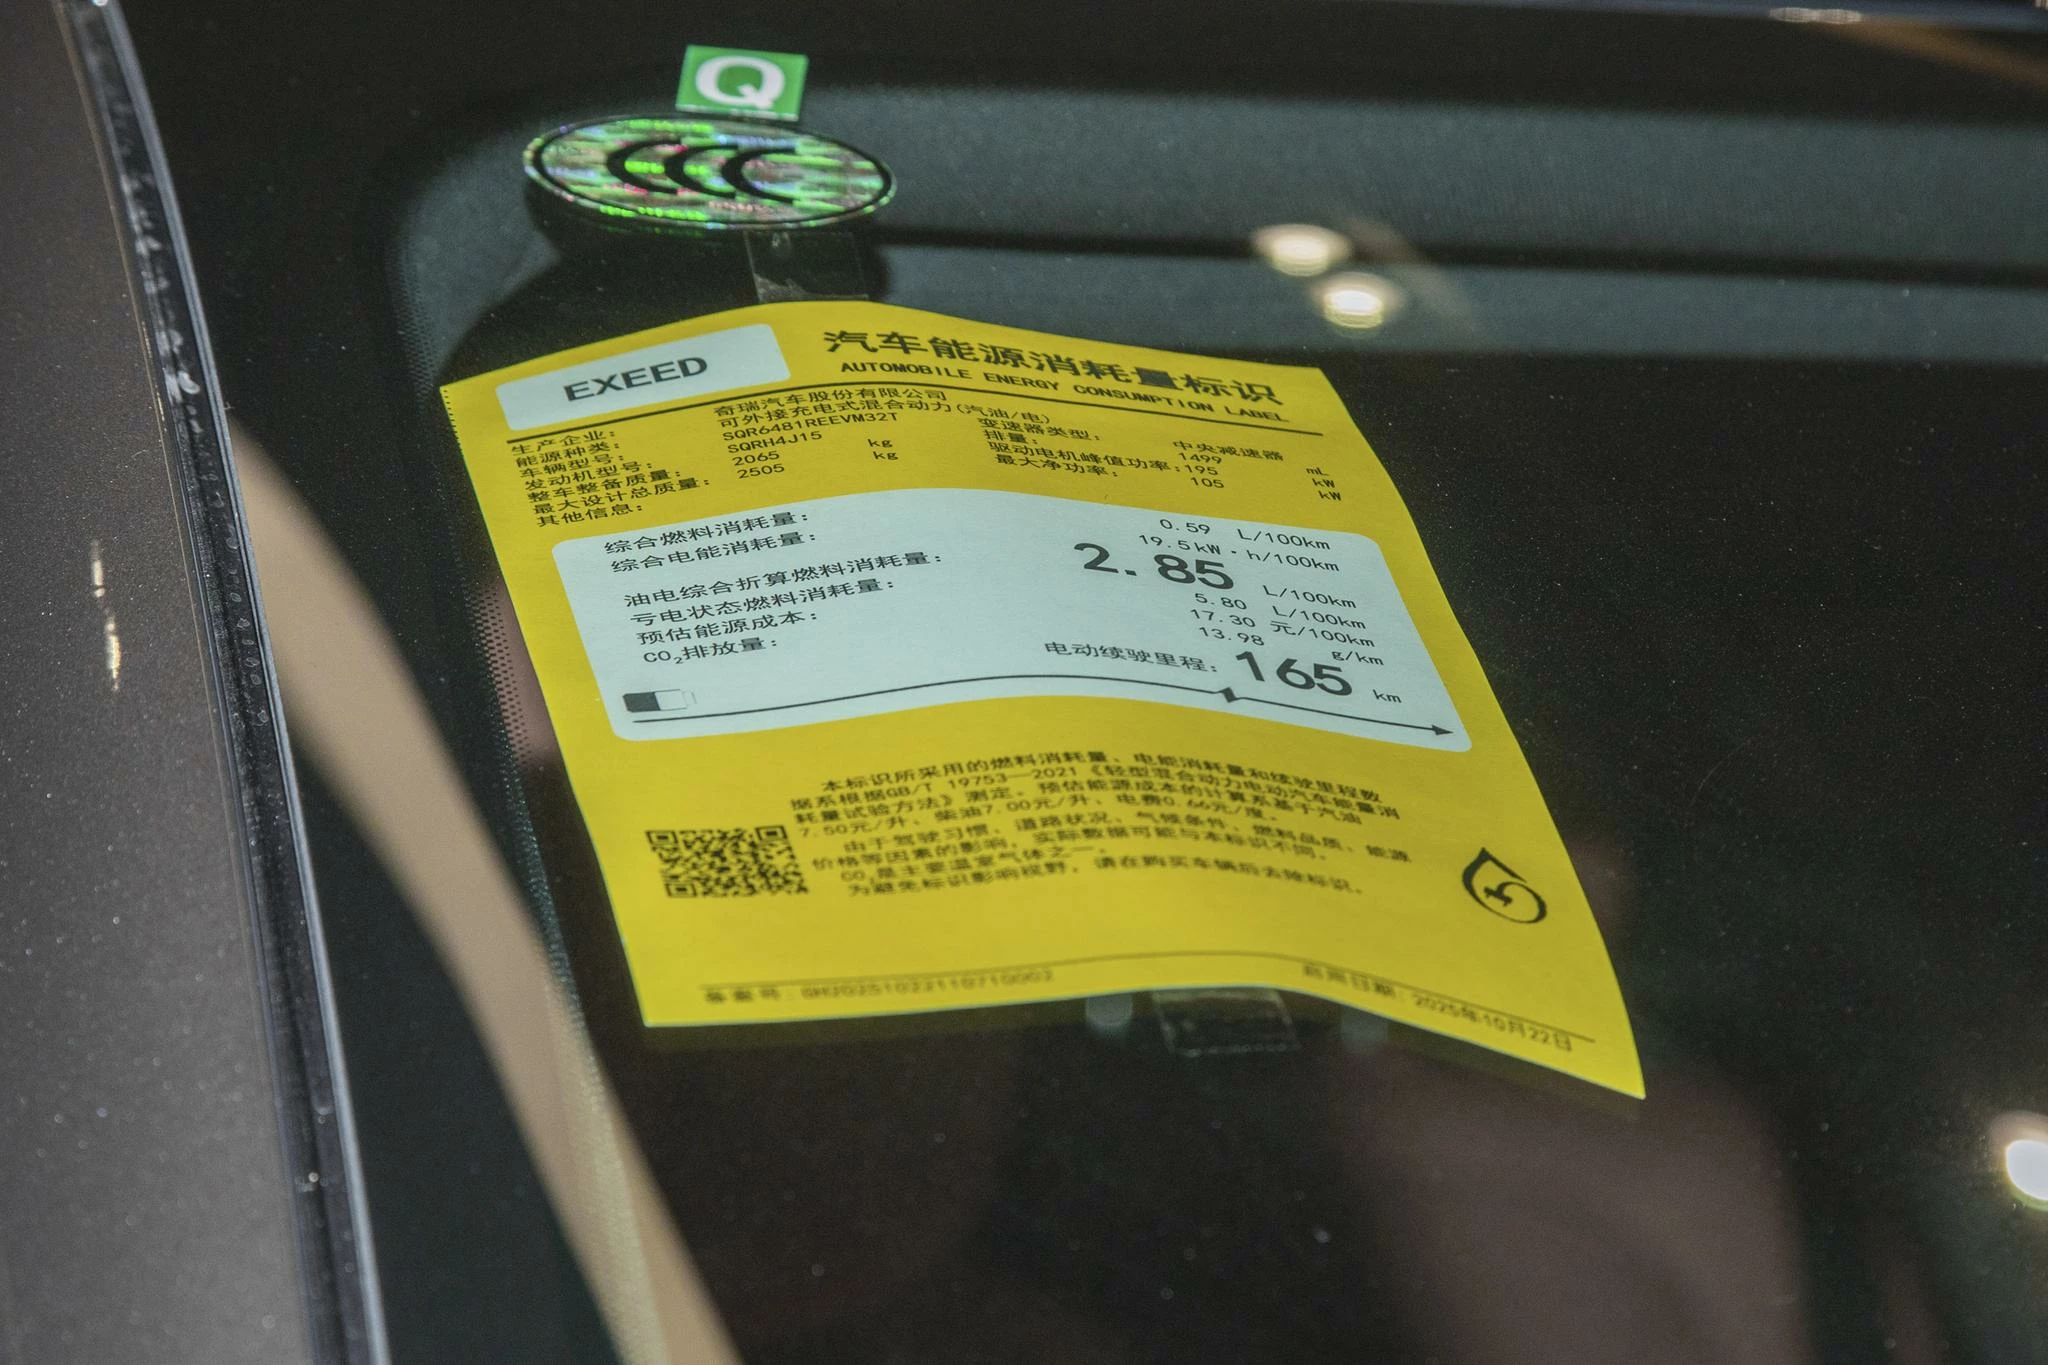 Q
CCC
EXEED
汽车能源消耗量标识
AUTOMOBILE ENERGY CONSUMPTION LABEL
生产企业: 奇瑞汽车股份有限公司
能源种类: 可外接充电式混合动力(汽油/电)
车辆型号: SQR6481REEVM32T 变速器类型: 中央减速器
发动机型号: SQRH4J15 排量: 1499 mL
整车整备质量: 2065 kg 驱动电机峰值功率: 195 kW
最大设计总质量: 2505 kg 最大净功率: 105 kW
其他信息:
综合燃料消耗量: 0.59 L/100km
综合电能消耗量: 19.5 kW·h/100km
油电综合折算燃料消耗量: 2.85 L/100km
亏电状态燃料消耗量: 5.80 L/100km
预估能源成本: 17.30 元/100km
CO₂排放量: 13.98 g/km
电动续驶里程: 165 km
本标识所采用的燃料消耗量、电能消耗量和续驶里程数
据系根据GB/T 19753—2021《轻型混合动力电动汽车能量消
耗量试验方法》测定。预估能源成本的计算系基于汽油
7.50元/升、柴油7.00元/升、电费0.66元/度。
由于驾驶习惯、道路状况、气候条件、燃料品质、能源
价格等因素的影响，实际数据可能与本标识不同。
CO₂是主要温室气体之一。
为避免标识影响视野，请在购买车辆后去除标识。
备案号: 启用日期: 2025年10月22日